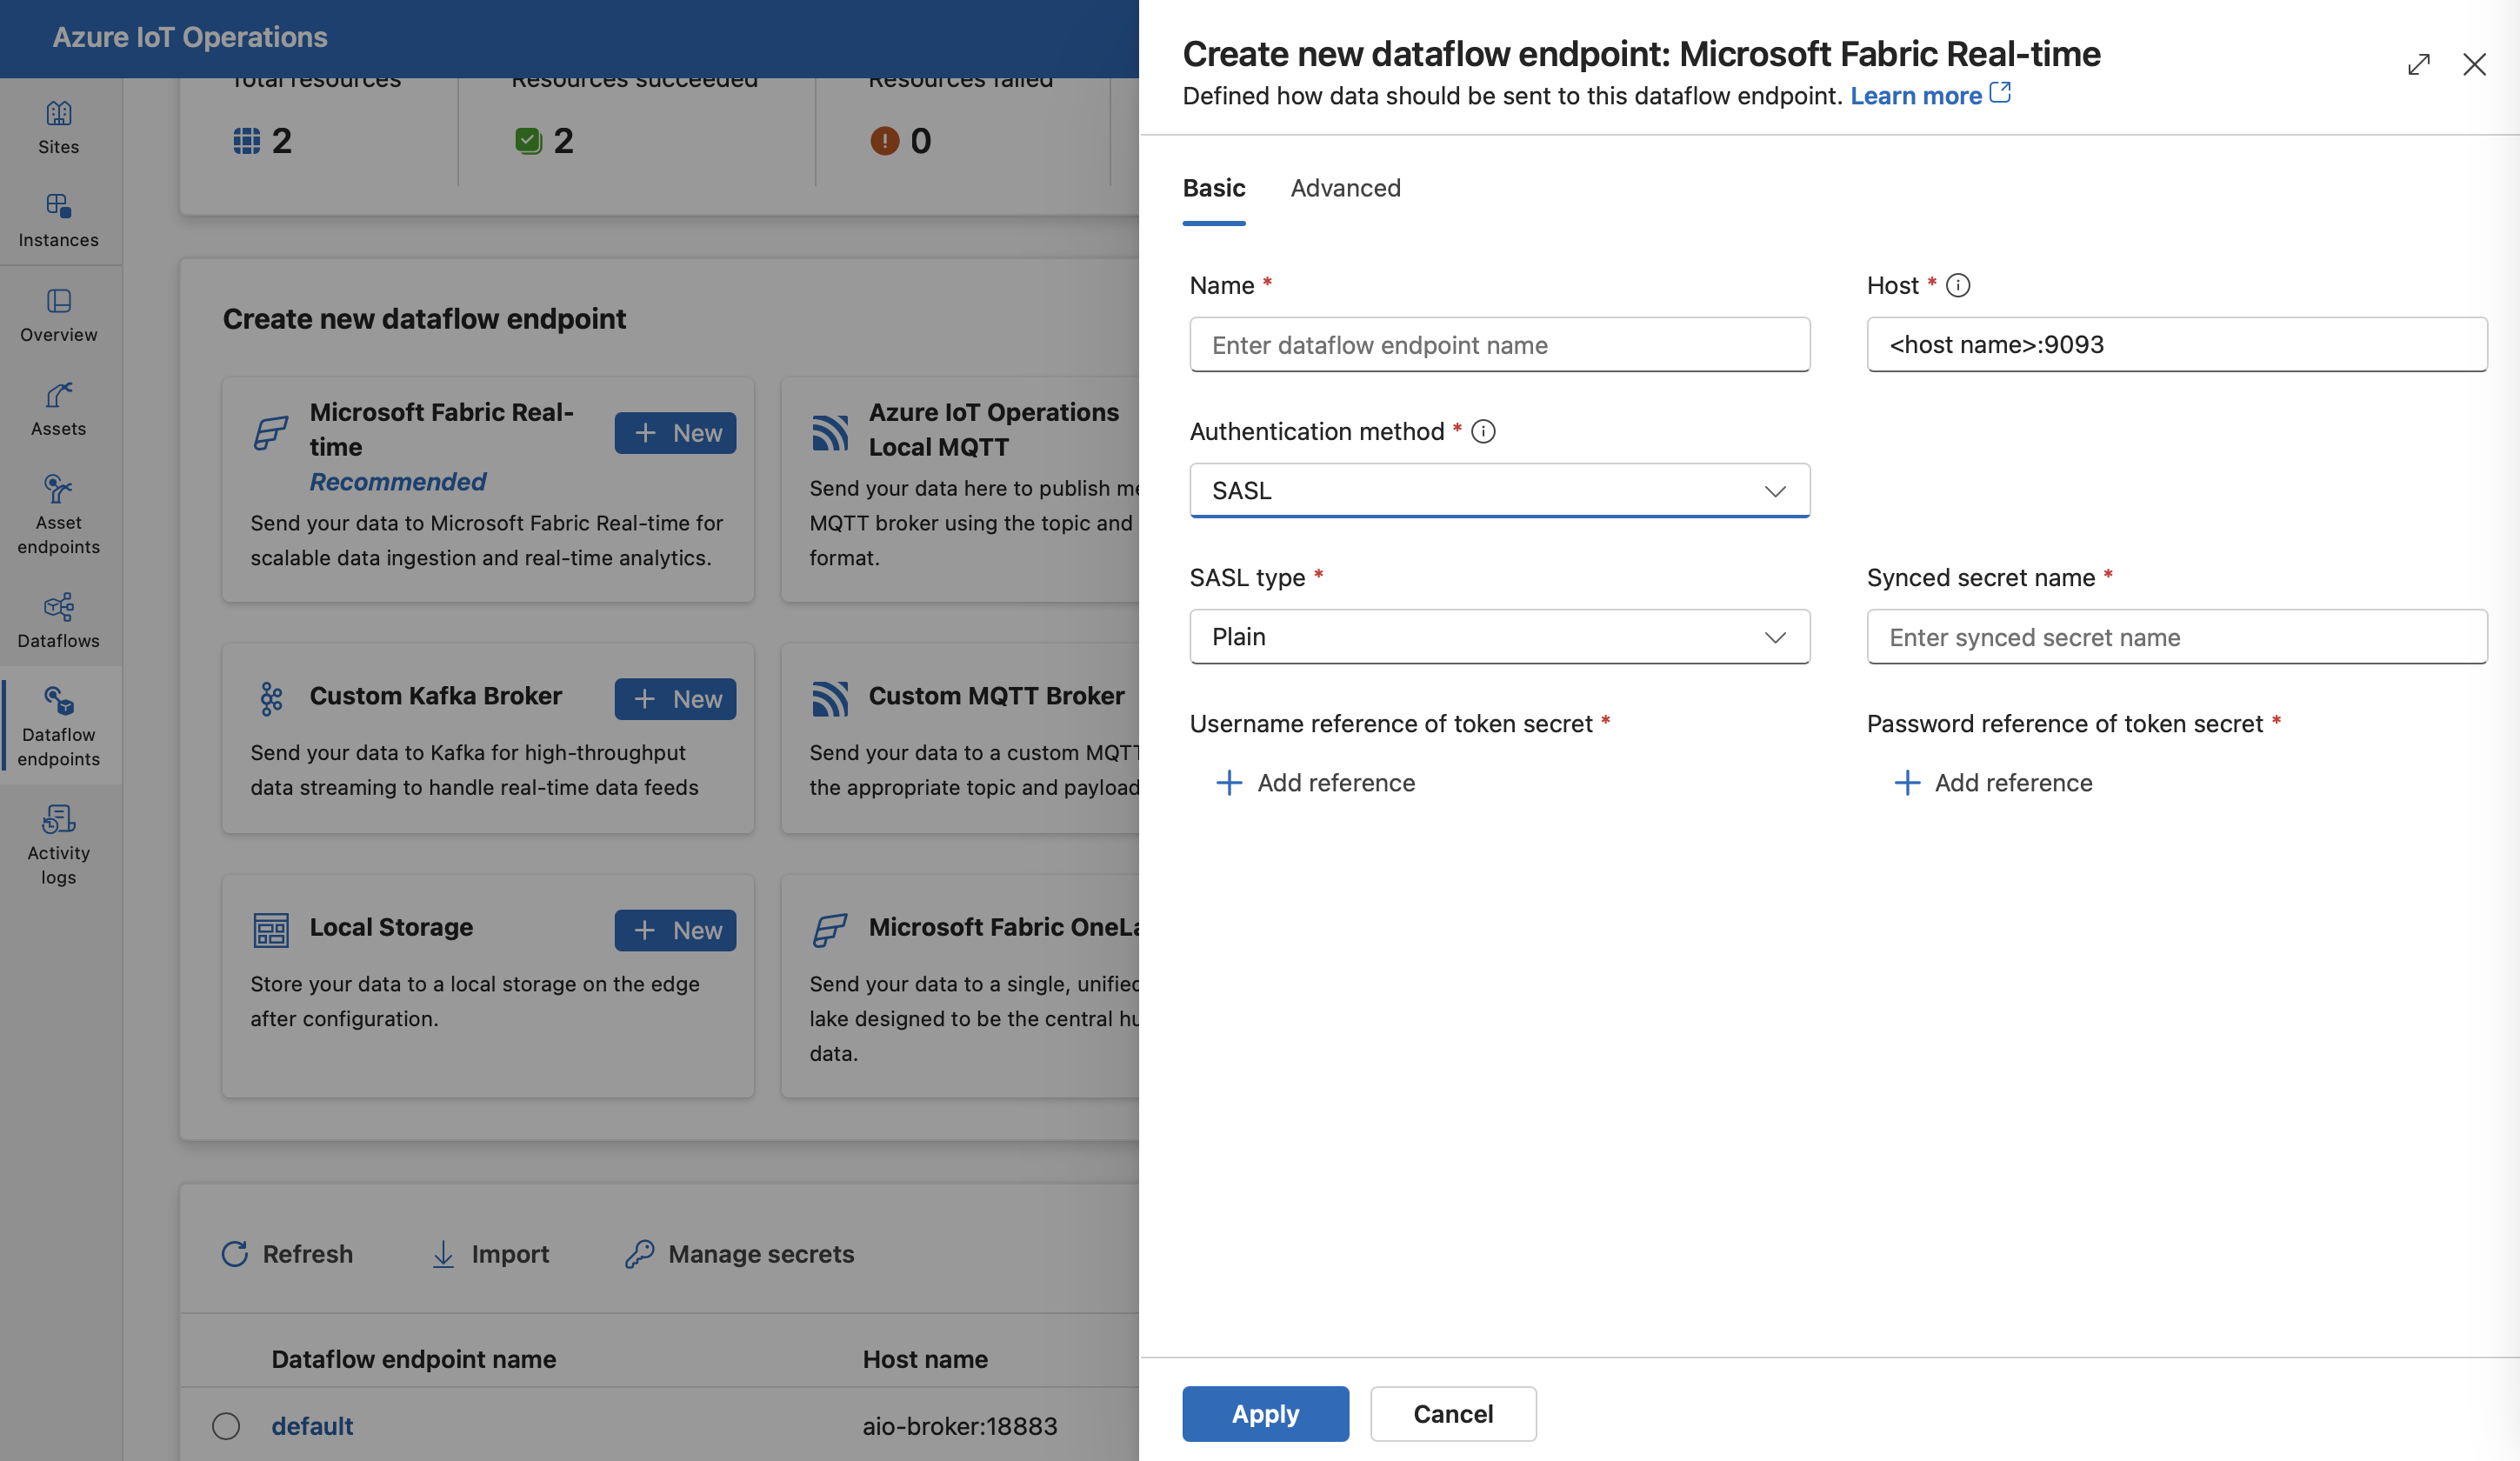 Azure IoT Operations
Sites
Instances
Overview
Assets
Asset
endpoints
Dataflows
Dataflow
endpoints
Activity
logs
Total resources
2
Resources succeeded
2
Resources failed
0
Create new dataflow endpoint
Microsoft Fabric Real-
time
Recommended
New
Send your data to Microsoft Fabric Real-time for
scalable data ingestion and real-time analytics.
Azure IoT Operations
Local MQTT
Send your data here to publish me
MQTT broker using the topic and
format.
Custom Kafka Broker
New
Send your data to Kafka for high-throughput
data streaming to handle real-time data feeds
Custom MQTT Broker
Send your data to a custom MQTT
the appropriate topic and payload
Local Storage
New
Store your data to a local storage on the edge
after configuration.
Microsoft Fabric OneLa
Send your data to a single, unified
lake designed to be the central hu
data.
Refresh
Import
Manage secrets
Dataflow endpoint name
Host name
default
aio-broker:18883
Create new dataflow endpoint: Microsoft Fabric Real-time
Defined how data should be sent to this dataflow endpoint. Learn more
Basic
Advanced
Name *
Enter dataflow endpoint name
Host *
<host name>:9093
Authentication method *
SASL
SASL type *
Plain
Synced secret name *
Enter synced secret name
Username reference of token secret *
Add reference
Password reference of token secret *
Add reference
Apply
Cancel